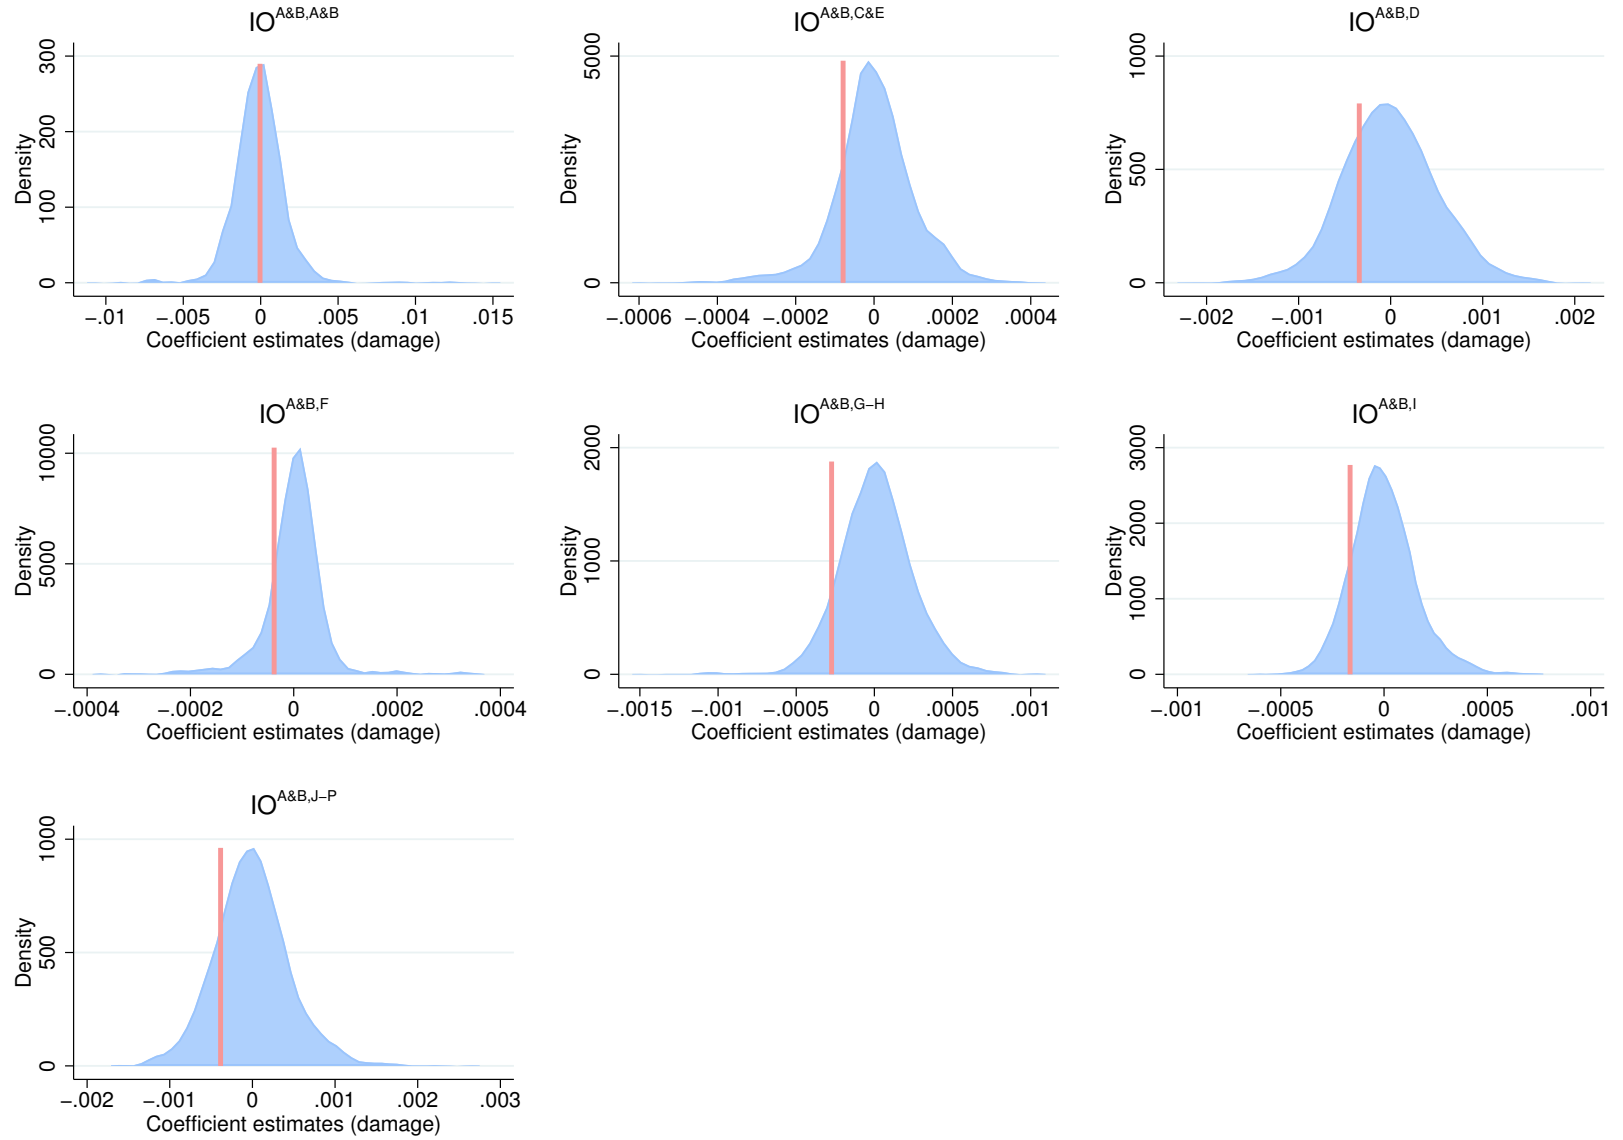 IO^A&B,A&B
Density
300
200
100
0
−.01 −.005 0 .005 .01 .015
Coefficient estimates (damage)
IO^A&B,C&E
Density
5000
0
−.0006 −.0004 −.0002 0 .0002 .0004
Coefficient estimates (damage)
IO^A&B,D
Density
1000
500
0
−.002 −.001 0 .001 .002
Coefficient estimates (damage)
IO^A&B,F
Density
10000
5000
0
−.0004 −.0002 0 .0002 .0004
Coefficient estimates (damage)
IO^A&B,G−H
Density
2000
1000
0
−.0015 −.001 −.0005 0 .0005 .001
Coefficient estimates (damage)
IO^A&B,I
Density
3000
2000
1000
0
−.001 −.0005 0 .0005 .001
Coefficient estimates (damage)
IO^A&B,J−P
Density
1000
500
0
−.002 −.001 0 .001 .002 .003
Coefficient estimates (damage)